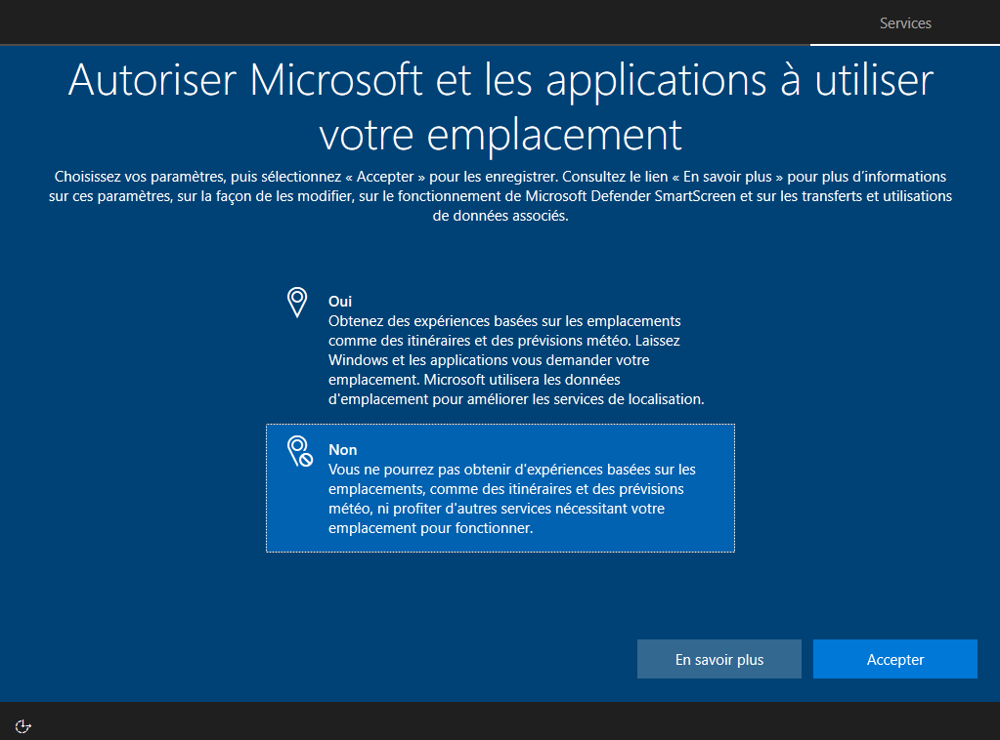 Services
Autoriser Microsoft et les applications à utiliser
votre emplacement
Choisissez vos paramètres, puis sélectionnez « Accepter » pour les enregistrer. Consultez le lien « En savoir plus » pour plus d'informations
sur ces paramètres, sur la façon de les modifier, sur le fonctionnement de Microsoft Defender SmartScreen et sur les transferts et utilisations
de données associés.
Oui
Obtenez des expériences basées sur les emplacements
comme des itinéraires et des prévisions météo. Laissez
Windows et les applications vous demander votre
emplacement. Microsoft utilisera les données
d'emplacement pour améliorer les services de localisation.
Non
Vous ne pourrez pas obtenir d'expériences basées sur les
emplacements, comme des itinéraires et des prévisions
météo, ni profiter d'autres services nécessitant votre
emplacement pour fonctionner.
En savoir plus
Accepter